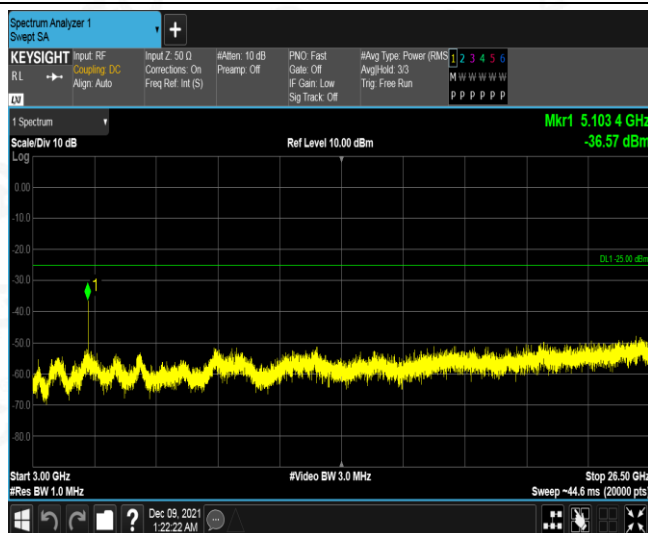 Spectrum Analyzer 1
Swept SA
+
KEYSIGHT
RL
LXI
Input: RF
Coupling: DC
Align: Auto
Input Z: 50 Ω
Corrections: On
Freq Ref: Int (S)
#Atten: 10 dB
Preamp: Off
PNO: Fast
Gate: Off
IF Gain: Low
Sig Track: Off
#Avg Type: Power (RMS
Avg|Hold: 3/3
Trig: Free Run
1 2 3 4 5 6
M W W W W W
P P P P P P
1 Spectrum
Mkr1 5.103 4 GHz
-36.57 dBm
Scale/Div 10 dB
Ref Level 10.00 dBm
Log
0.00
-10.0
-20.0
DL1 -25.00 dBm
-30.0
1
-40.0
-50.0
-60.0
-70.0
-80.0
Start 3.00 GHz
#Video BW 3.0 MHz
Stop 26.50 GHz
#Res BW 1.0 MHz
Sweep ~44.6 ms (20000 pts)
?
Dec 09, 2021
1:22:22 AM